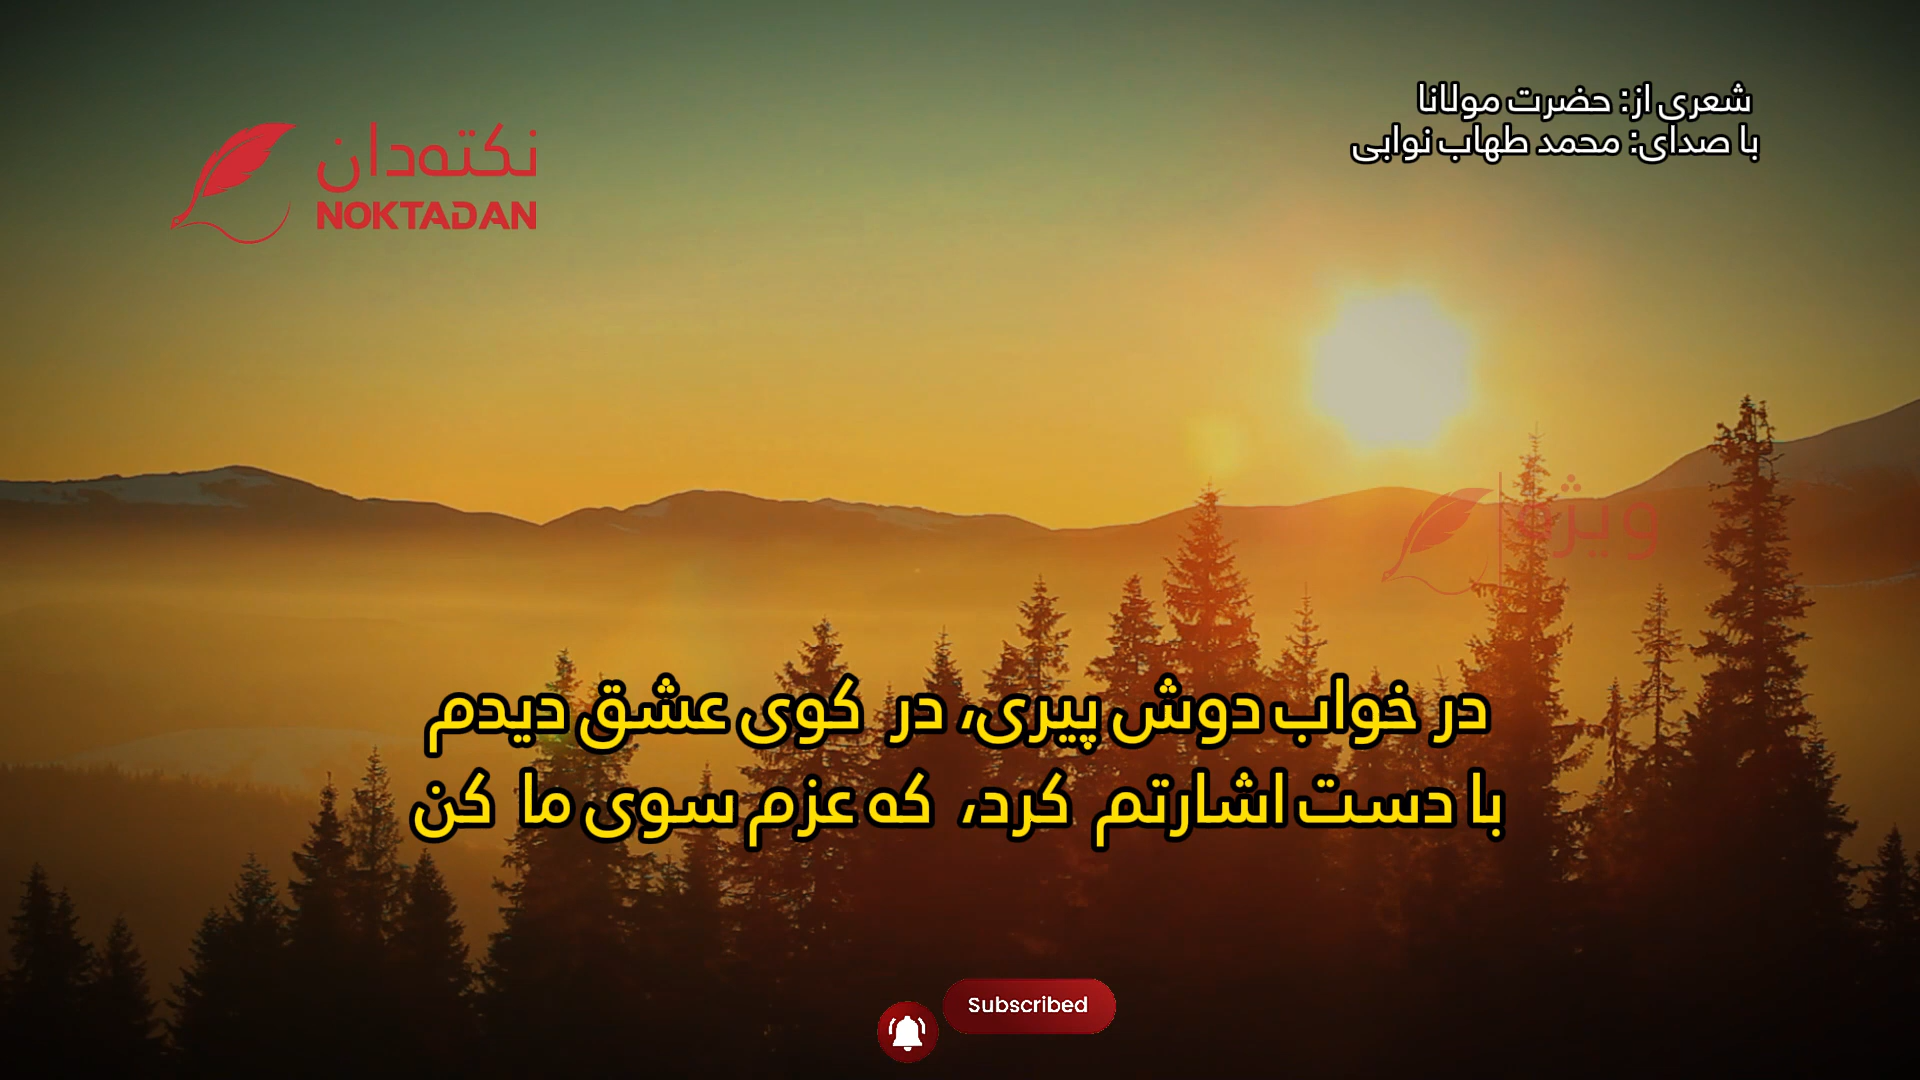 شعری از: حضرت مولانا
با صدای: محمد طهاب نوابی
نکته‌دان
NOKTADAN
ویژه
در خواب دوش پیری، در کوی عشق دیدم
با دست اشارتم کرد، که عزم سوی ما کن
Subscribed